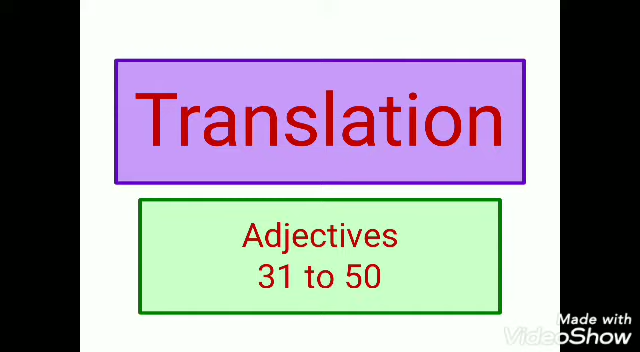 Translation
Adjectives
31 to 50
Made with
VideoShow